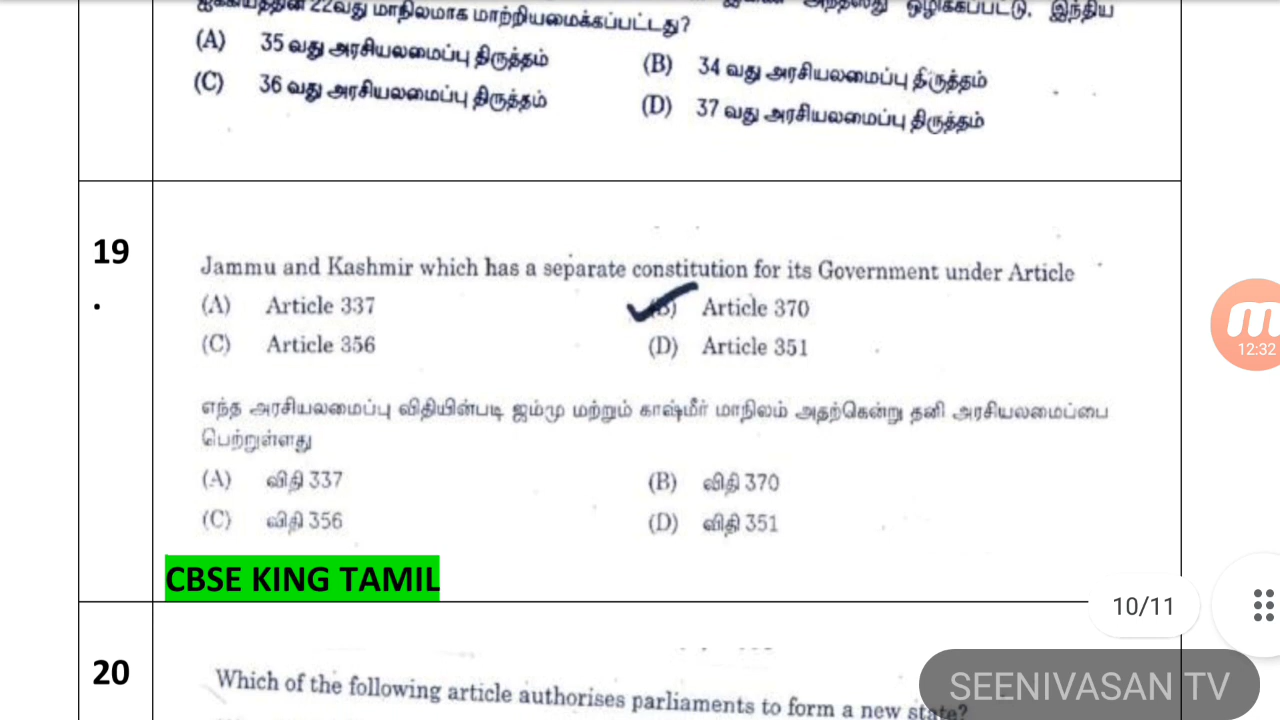 22வது மாநிலமாக மாற்றியமைக்கப்பட்டது? இந்திய
(A) 35 வது அரசியலமைப்பு திருத்தம் (B) 34 வது அரசியலமைப்பு திருத்தம்
(C) 36 வது அரசியலமைப்பு திருத்தம் (D) 37 வது அரசியலமைப்பு திருத்தம்
19
.
Jammu and Kashmir which has a separate constitution for its Government under Article
(A) Article 337 (B) Article 370
(C) Article 356 (D) Article 351
எந்த அரசியலமைப்பு விதியின்படி ஜம்மு மற்றும் காஷ்மீர் மாநிலம் அதற்கென்று தனி அரசியலமைப்பை
பெற்றுள்ளது
(A) விதி 337 (B) விதி 370
(C) விதி 356 (D) விதி 351
CBSE KING TAMIL
12:32
10/11
20
Which of the following article authorises parliaments to form a new state?
SEENIVASAN TV